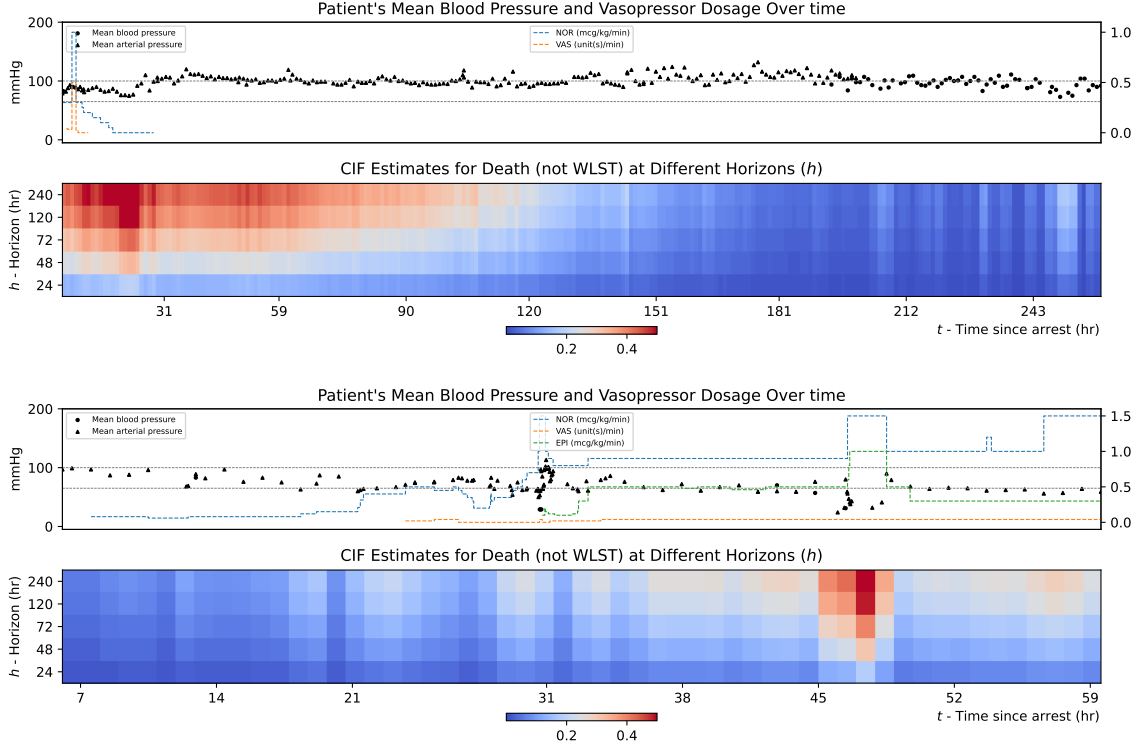 Patient's Mean Blood Pressure and Vasopressor Dosage Over time
200
100
0
mmHg
Mean blood pressure
Mean arterial pressure
NOR (mcg/kg/min)
VAS (unit(s)/min)
1.0
0.5
0.0
CIF Estimates for Death (not WLST) at Different Horizons (h)
240
120
72
48
24
h - Horizon (hr)
31 59 90 120 151 181 212 243
t - Time since arrest (hr)
0.2 0.4
Patient's Mean Blood Pressure and Vasopressor Dosage Over time
200
100
0
mmHg
Mean blood pressure
Mean arterial pressure
NOR (mcg/kg/min)
VAS (unit(s)/min)
EPI (mcg/kg/min)
1.5
1.0
0.5
0.0
CIF Estimates for Death (not WLST) at Different Horizons (h)
240
120
72
48
24
h - Horizon (hr)
7 14 21 31 38 45 52 59
t - Time since arrest (hr)
0.2 0.4